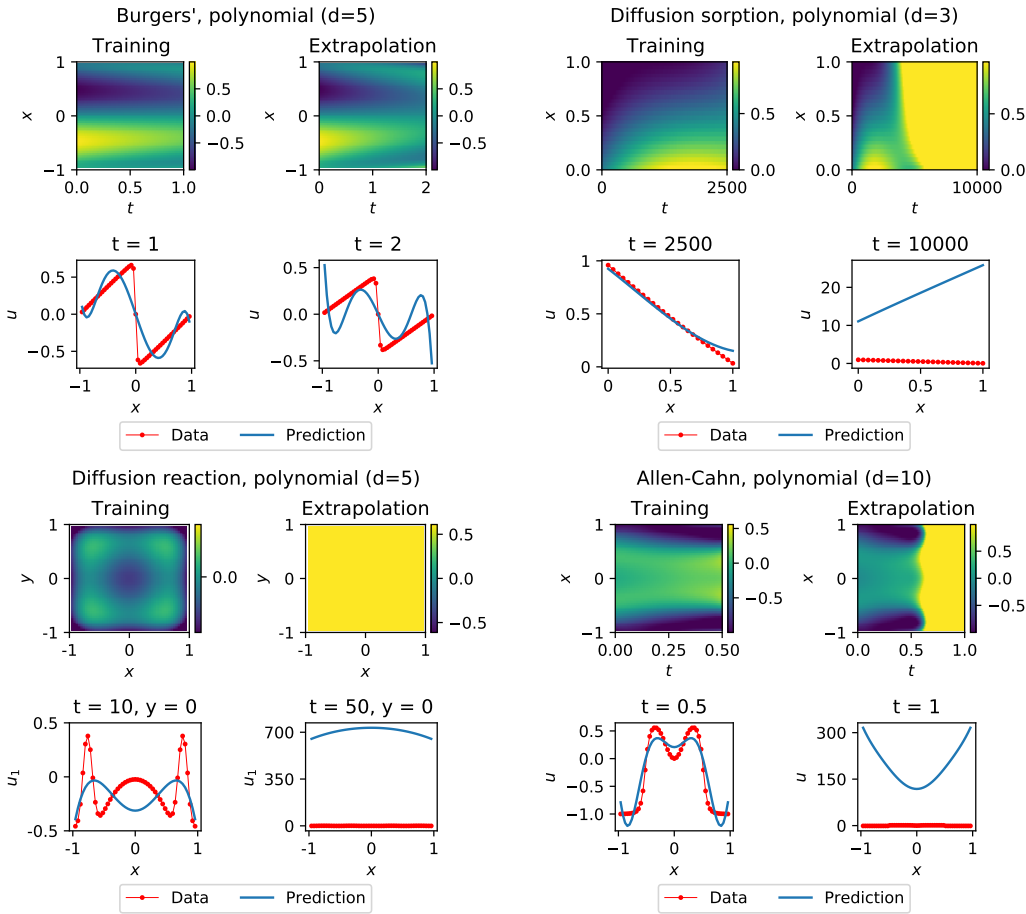 Burgers', polynomial (d=5)
Training
Extrapolation
x
1
0
−1
0.0
0.5
1.0
t
0.5
0.0
−0.5
x
1
0
−1
0
1
2
t
0.5
0.0
−0.5
t = 1
u
0.5
0.0
−0.5
−1
0
1
x
t = 2
u
0.5
0.0
−0.5
−1
0
1
x
Data
Prediction
Diffusion sorption, polynomial (d=3)
Training
Extrapolation
x
1.0
0.5
0.0
0
2500
t
0.5
0.0
x
1.0
0.5
0.0
0
10000
t
0.5
0.0
t = 2500
u
1
0
0.0
0.5
1.0
x
t = 10000
u
20
10
0
0
1
x
Data
Prediction
Diffusion reaction, polynomial (d=5)
Training
Extrapolation
y
1
0
-1
-1
0
1
x
0.0
y
1
0
-1
-1
0
1
x
0.5
0.0
−0.5
t = 10, y = 0
u1
0.5
-0
-0.5
-1
0
1
x
t = 50, y = 0
u1
700
350
0
-1
0
1
x
Data
Prediction
Allen-Cahn, polynomial (d=10)
Training
Extrapolation
x
1
0
−1
0.00
0.25
0.50
t
0.5
0.0
−0.5
x
1
0
−1
0.0
0.5
1.0
t
0.5
0.0
−0.5
t = 0.5
u
0.5
0.0
−0.5
−1.0
−1
0
1
x
t = 1
u
300
150
0
−1
0
1
x
Data
Prediction